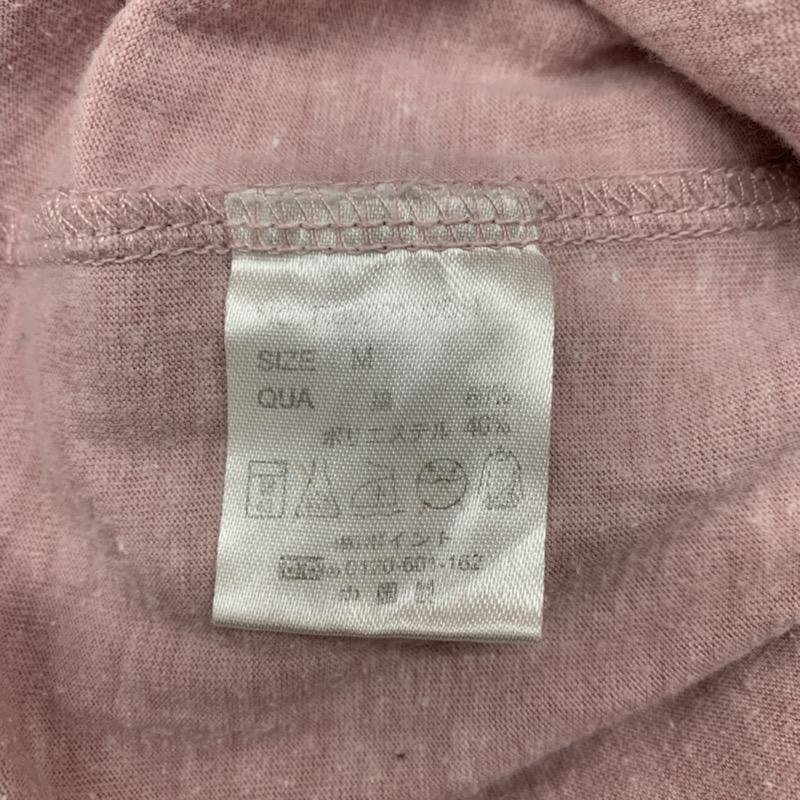 SIZE M
QUA 綿 60%
ポリエステル 40%
㈱ポイント
0120-601-162
中国製